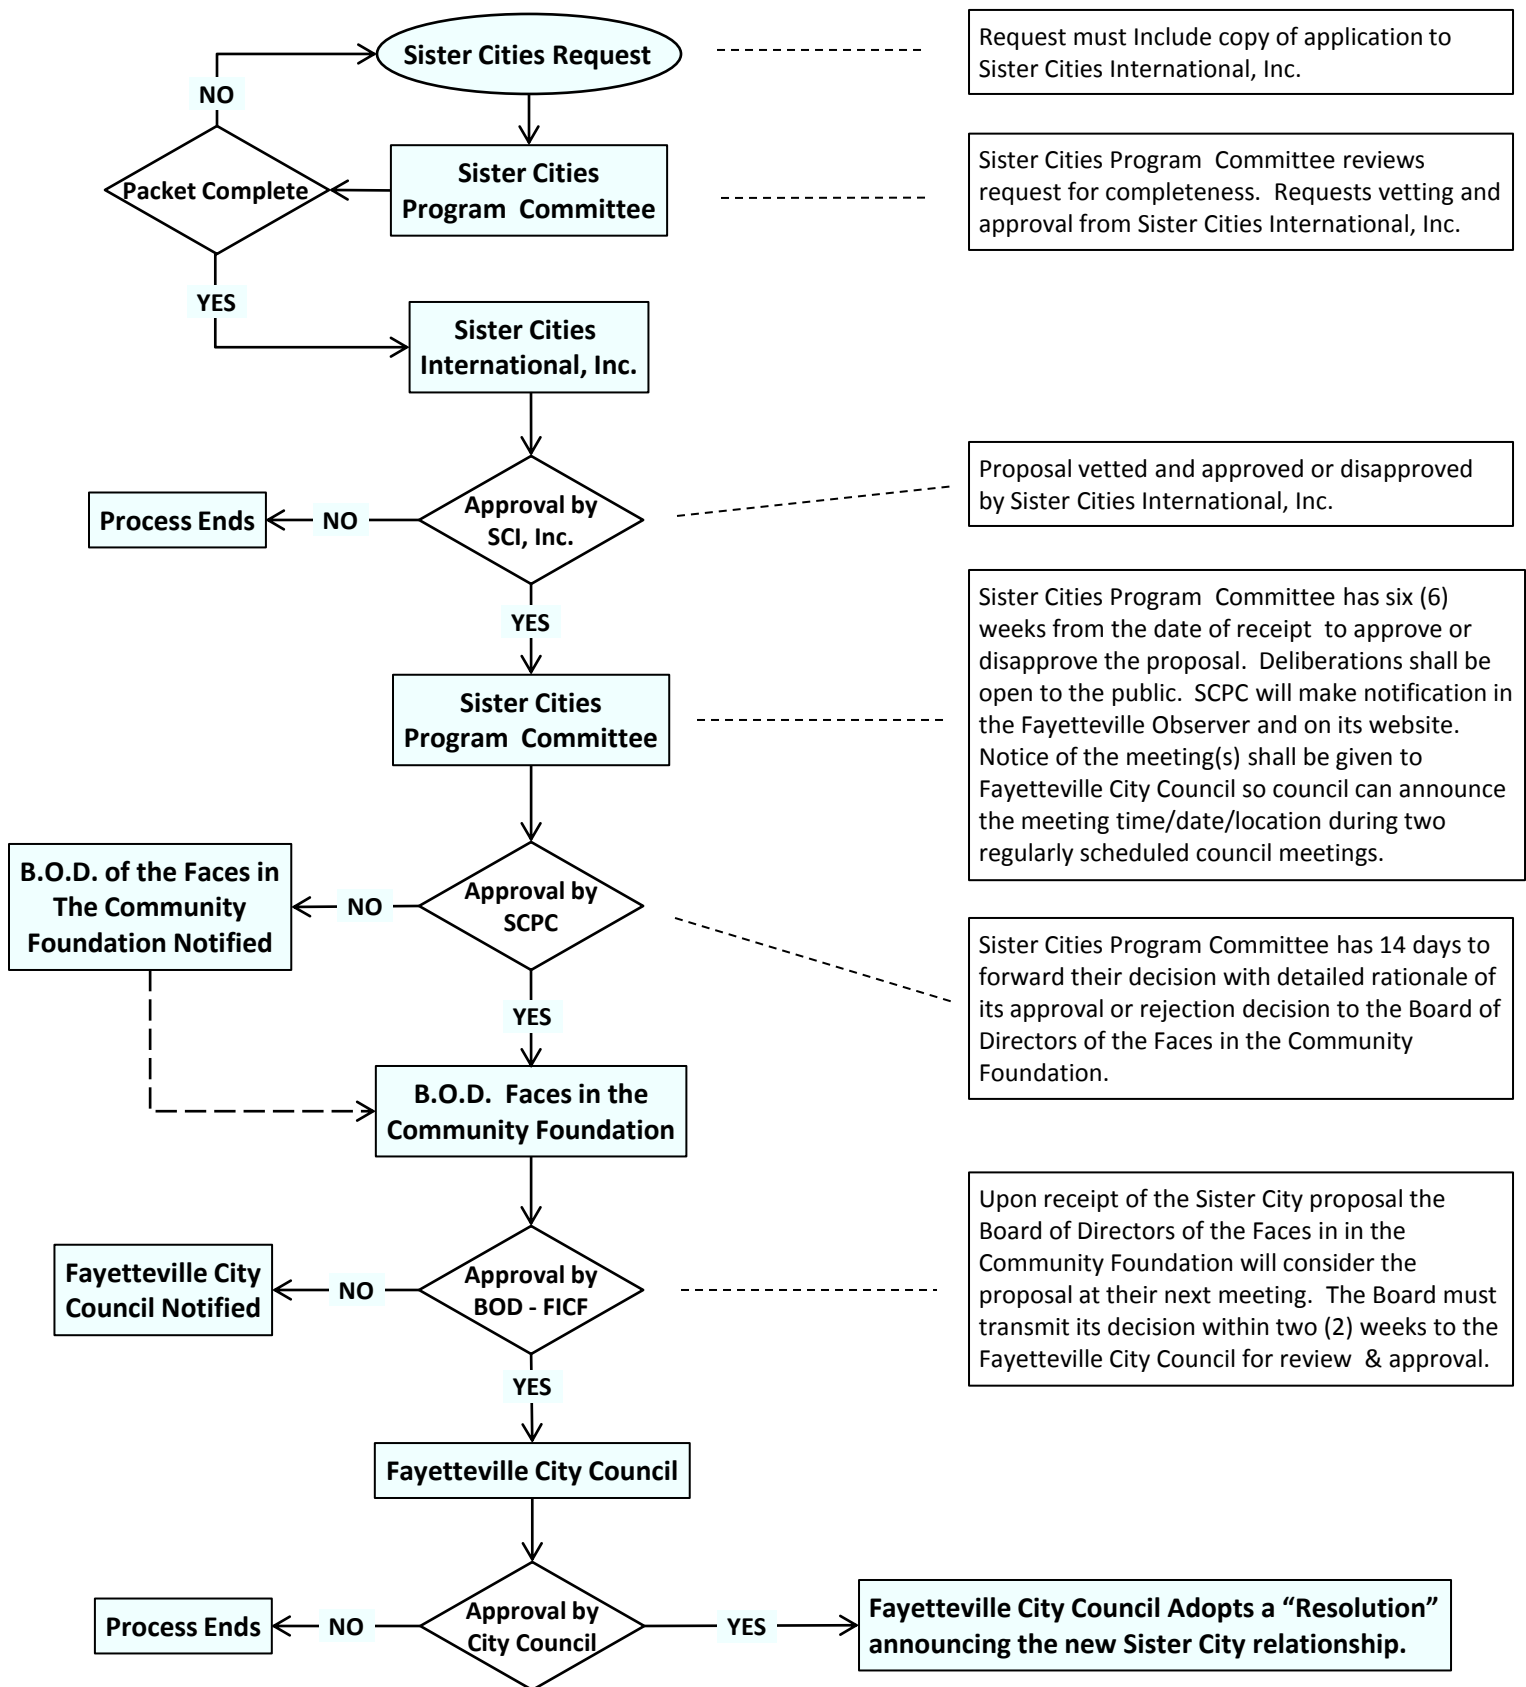 Sister Cities Request
Request must Include copy of application to
Sister Cities International, Inc.
NO
Packet Complete
Sister Cities
Program Committee
Sister Cities Program Committee reviews
request for completeness. Requests vetting and
approval from Sister Cities International, Inc.
YES
Sister Cities
International, Inc.
Approval by
SCI, Inc.
Proposal vetted and approved or disapproved
by Sister Cities International, Inc.
NO
Process Ends
YES
Sister Cities
Program Committee
Sister Cities Program Committee has six (6)
weeks from the date of receipt to approve or
disapprove the proposal. Deliberations shall be
open to the public. SCPC will make notification in
the Fayetteville Observer and on its website.
Notice of the meeting(s) shall be given to
Fayetteville City Council so council can announce
the meeting time/date/location during two
regularly scheduled council meetings.
Approval by
SCPC
NO
B.O.D. of the Faces in
The Community
Foundation Notified
Sister Cities Program Committee has 14 days to
forward their decision with detailed rationale of
its approval or rejection decision to the Board of
Directors of the Faces in the Community
Foundation.
YES
B.O.D. Faces in the
Community Foundation
Approval by
BOD - FICF
Upon receipt of the Sister City proposal the
Board of Directors of the Faces in in the
Community Foundation will consider the
proposal at their next meeting. The Board must
transmit its decision within two (2) weeks to the
Fayetteville City Council for review & approval.
NO
Fayetteville City
Council Notified
YES
Fayetteville City Council
Approval by
City Council
NO
Process Ends
YES
Fayetteville City Council Adopts a “Resolution”
announcing the new Sister City relationship.